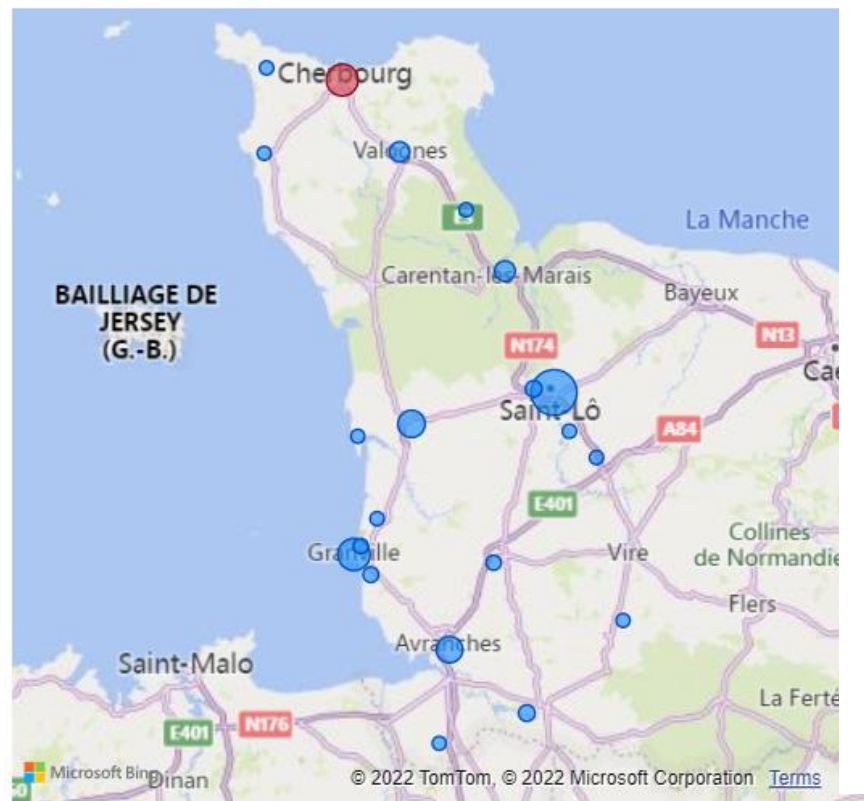 Cherbourg
Valognes
La Manche
Carentan-les-Marais
Bayeux
BAILLIAGE DE
JERSEY
(G.-B.)
N13
N174
Cae
Saint-Lô
A84
E401
Collines
de Normandie
Granville
Vire
Flers
Avranches
Saint-Malo
La Ferté
E401
N176
Microsoft Bing
Dinan
© 2022 TomTom, © 2022 Microsoft Corporation Terms